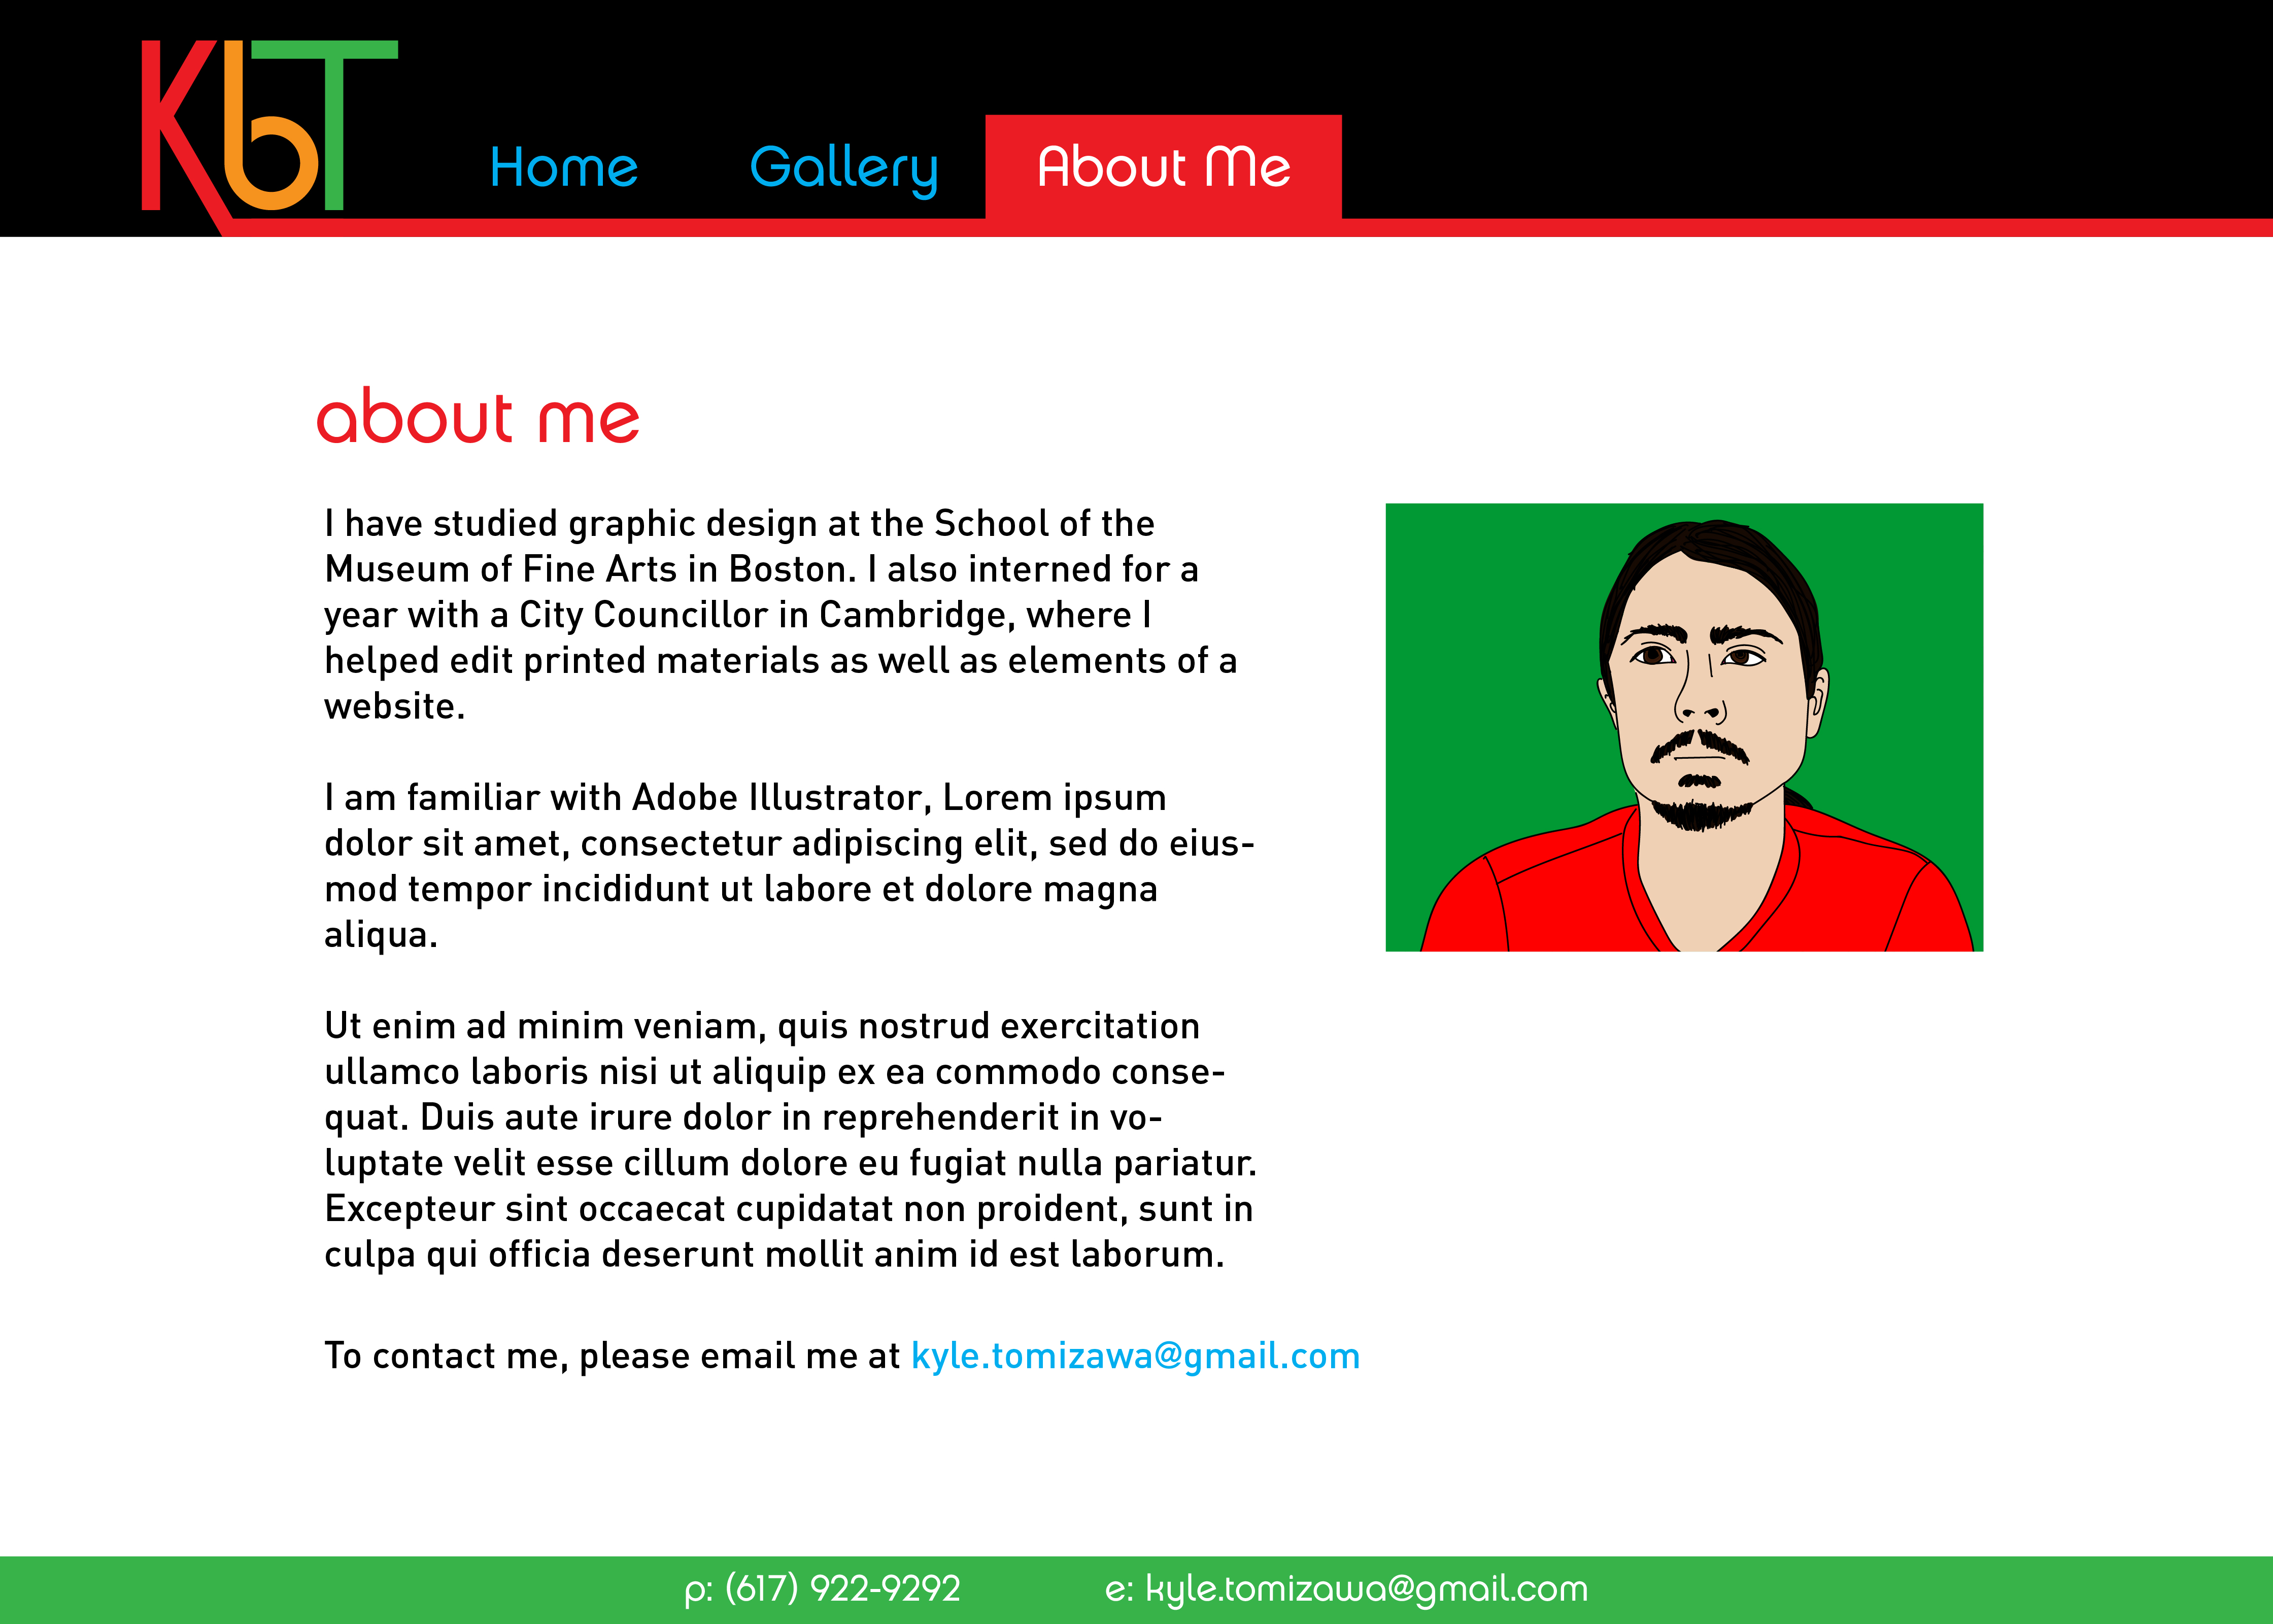 KbT
Home Gallery About Me
about me
I have studied graphic design at the School of the
Museum of Fine Arts in Boston. I also interned for a
year with a City Councillor in Cambridge, where I
helped edit printed materials as well as elements of a
website.
I am familiar with Adobe Illustrator, Lorem ipsum
dolor sit amet, consectetur adipiscing elit, sed do eius-
mod tempor incididunt ut labore et dolore magna
aliqua.
Ut enim ad minim veniam, quis nostrud exercitation
ullamco laboris nisi ut aliquip ex ea commodo conse-
quat. Duis aute irure dolor in reprehenderit in vo-
luptate velit esse cillum dolore eu fugiat nulla pariatur.
Excepteur sint occaecat cupidatat non proident, sunt in
culpa qui officia deserunt mollit anim id est laborum.
To contact me, please email me at kyle.tomizawa@gmail.com
p: (617) 922-9292 e: kyle.tomizawa@gmail.com